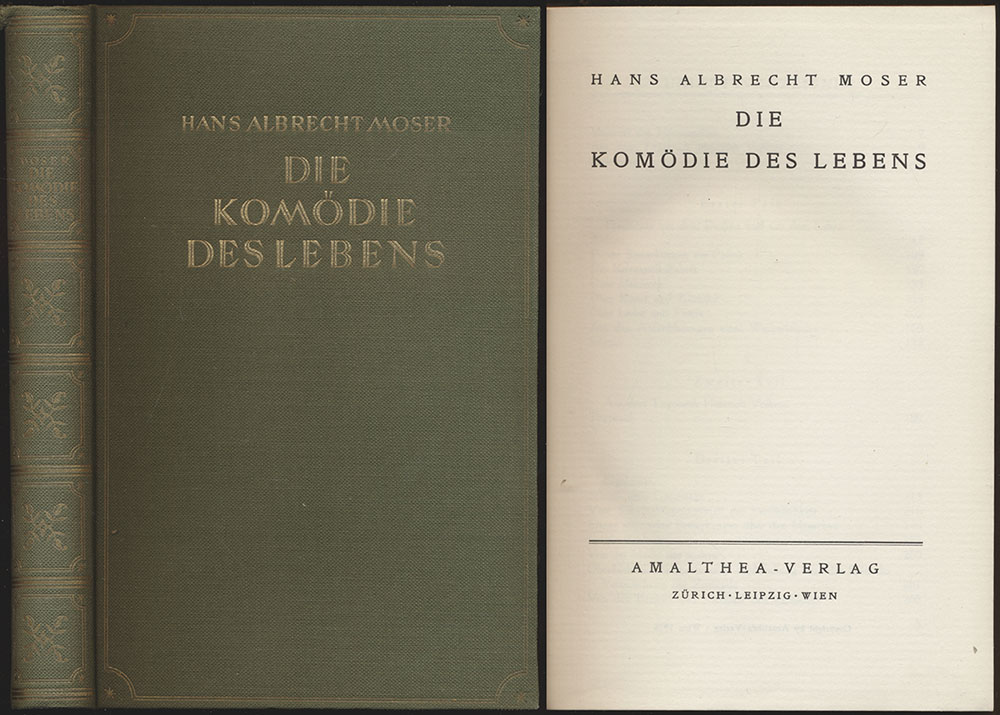 MOSER
DIE
KOMÖDIE
DES
LEBENS
HANS ALBRECHT MOSER
DIE
KOMÖDIE
DES LEBENS
HANS ALBRECHT MOSER
DIE
KOMÖDIE DES LEBENS
AMALTHEA-VERLAG
ZÜRICH · LEIPZIG · WIEN